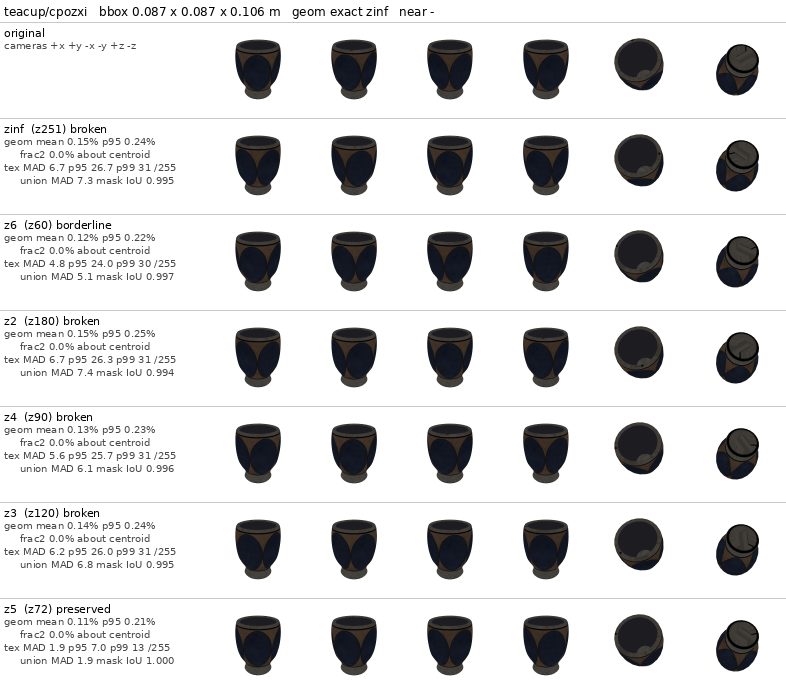 teacup/cpozxi   bbox 0.087 x 0.087 x 0.106 m   geom exact zinf   near -
original
cameras +x +y -x -y +z -z
zinf  (z251) broken
geom mean 0.15% p95 0.24%
frac2 0.0% about centroid
tex MAD 6.7 p95 26.7 p99 31 /255
union MAD 7.3 mask IoU 0.995
z6  (z60) borderline
geom mean 0.12% p95 0.22%
frac2 0.0% about centroid
tex MAD 4.8 p95 24.0 p99 30 /255
union MAD 5.1 mask IoU 0.997
z2  (z180) broken
geom mean 0.15% p95 0.25%
frac2 0.0% about centroid
tex MAD 6.7 p95 26.3 p99 31 /255
union MAD 7.4 mask IoU 0.994
z4  (z90) broken
geom mean 0.13% p95 0.23%
frac2 0.0% about centroid
tex MAD 5.6 p95 25.7 p99 31 /255
union MAD 6.1 mask IoU 0.996
z3  (z120) broken
geom mean 0.14% p95 0.24%
frac2 0.0% about centroid
tex MAD 6.2 p95 26.0 p99 31 /255
union MAD 6.8 mask IoU 0.995
z5  (z72) preserved
geom mean 0.11% p95 0.21%
frac2 0.0% about centroid
tex MAD 1.9 p95 7.0 p99 13 /255
union MAD 1.9 mask IoU 1.000